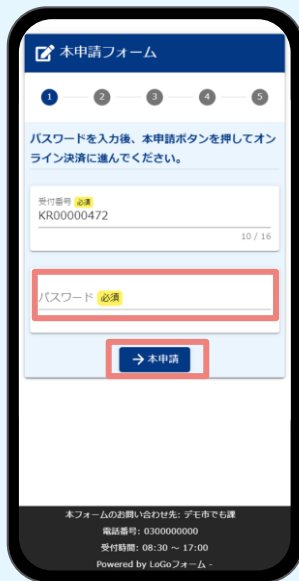 本申請フォーム
1 2 3 4 5
パスワードを入力後、本申請ボタンを押してオン
ライン決済に進んでください。
受付番号 必須
KR00000472
10 / 16
パスワード 必須
→ 本申請
本フォームのお問い合わせ先: デモ市でも課
電話番号: 0300000000
受付時間: 08:30 ～ 17:00
Powered by LoGoフォーム -